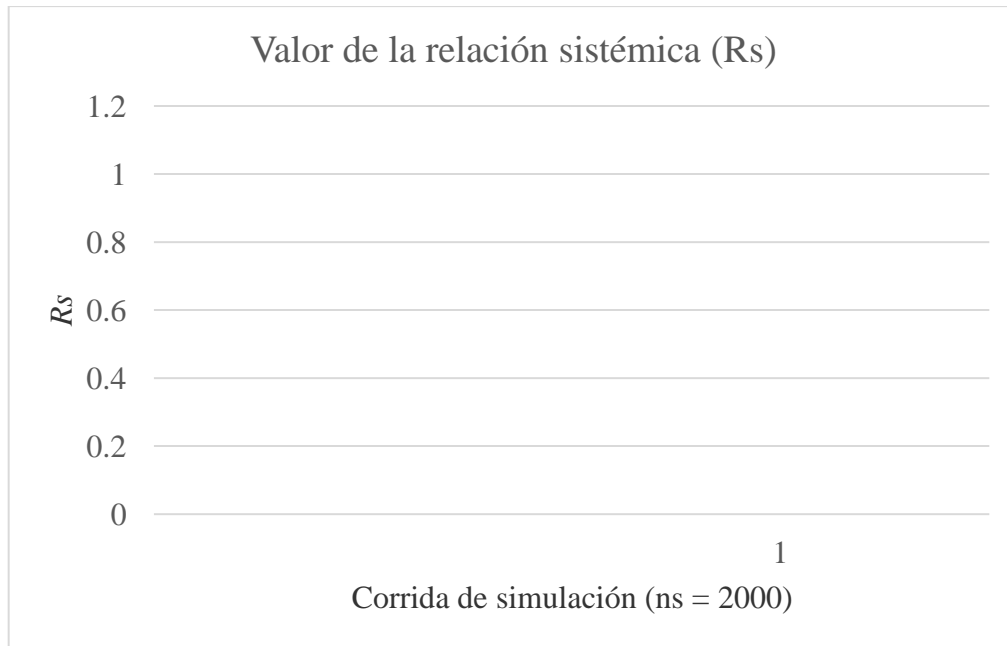 Valor de la relación sistémica (Rs)
1.2
1
0.8
0.6
0.4
0.2
0
Rs
1
Corrida de simulación (ns = 2000)